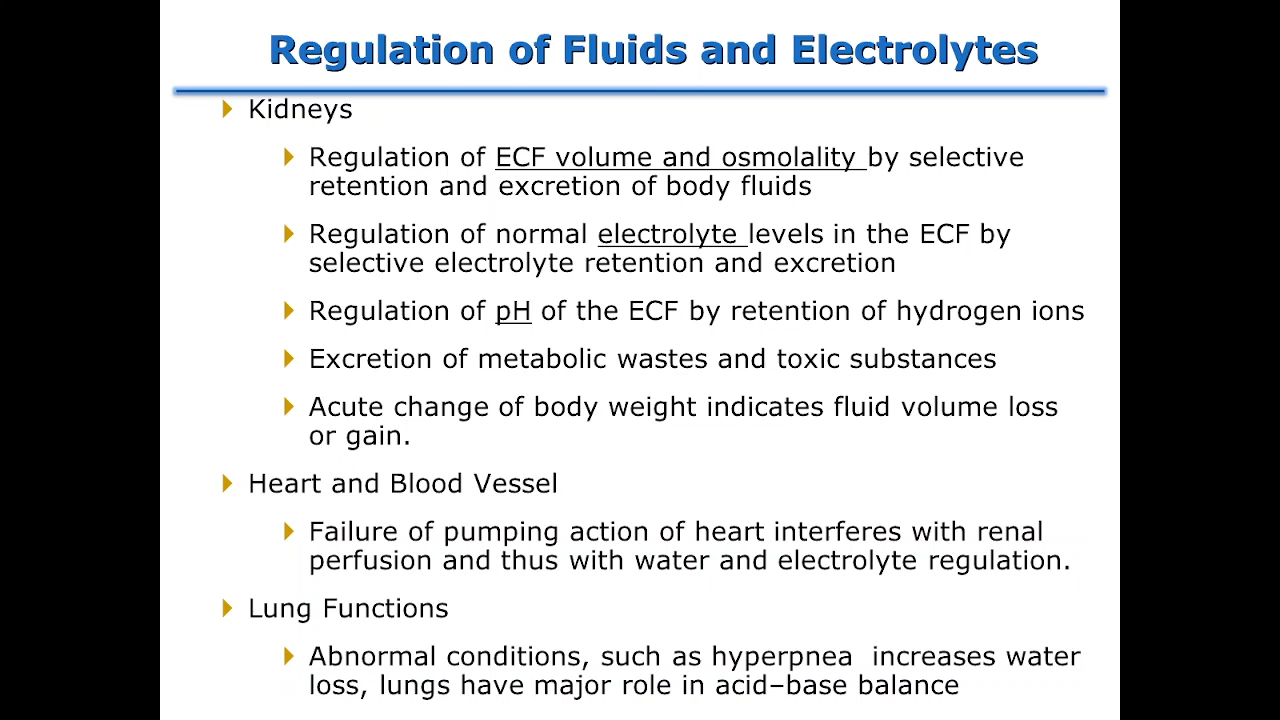 Regulation of Fluids and Electrolytes
Kidneys
Regulation of ECF volume and osmolality by selective
retention and excretion of body fluids
Regulation of normal electrolyte levels in the ECF by
selective electrolyte retention and excretion
Regulation of pH of the ECF by retention of hydrogen ions
Excretion of metabolic wastes and toxic substances
Acute change of body weight indicates fluid volume loss
or gain.
Heart and Blood Vessel
Failure of pumping action of heart interferes with renal
perfusion and thus with water and electrolyte regulation.
Lung Functions
Abnormal conditions, such as hyperpnea  increases water
loss, lungs have major role in acid–base balance